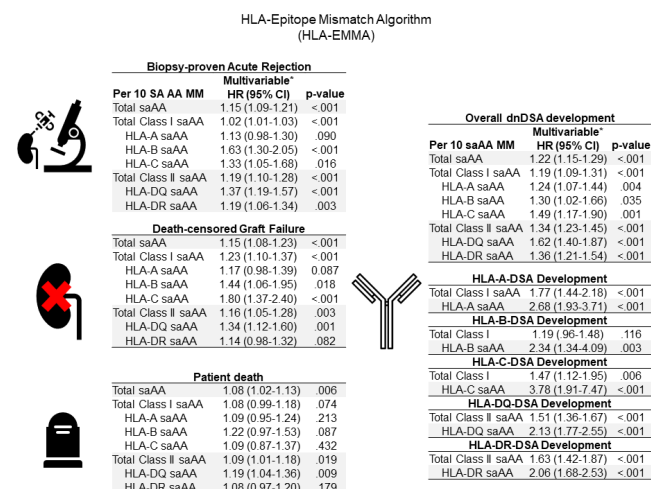 HLA-Epitope Mismatch Algorithm
(HLA-EMMA)
Biopsy-proven Acute Rejection
Multivariable*
Per 10 SA AA MM HR (95% CI) p-value
Total saAA 1.15 (1.09-1.21) <.001
Total Class I saAA 1.02 (1.01-1.03) <.001
HLA-A saAA 1.13 (0.98-1.30) .090
HLA-B saAA 1.63 (1.30-2.05) <.001
HLA-C saAA 1.33 (1.05-1.68) .016
Total Class II saAA 1.19 (1.10-1.28) <.001
HLA-DQ saAA 1.37 (1.19-1.57) <.001
HLA-DR saAA 1.19 (1.06-1.34) .003
Death-censored Graft Failure
Total saAA 1.15 (1.08-1.23) <.001
Total Class I saAA 1.23 (1.10-1.37) <.001
HLA-A saAA 1.17 (0.98-1.39) 0.087
HLA-B saAA 1.44 (1.06-1.95) .018
HLA-C saAA 1.80 (1.37-2.40) <.001
Total Class II saAA 1.16 (1.05-1.28) .003
HLA-DQ saAA 1.34 (1.12-1.60) .001
HLA-DR saAA 1.14 (0.98-1.32) .082
Patient death
Total saAA 1.08 (1.02-1.13) .006
Total Class I saAA 1.08 (0.99-1.18) .074
HLA-A saAA 1.09 (0.95-1.24) .213
HLA-B saAA 1.22 (0.97-1.53) .087
HLA-C saAA 1.09 (0.87-1.37) .432
Total Class II saAA 1.09 (1.01-1.18) .019
HLA-DQ saAA 1.19 (1.04-1.36) .009
HLA-DR saAA 1.08 (0.97-1.20) .179
Overall dnDSA development
Multivariable*
Per 10 saAA MM HR (95% CI) p-value
Total saAA 1.22 (1.15-1.29) <.001
Total Class I saAA 1.19 (1.09-1.31) <.001
HLA-A saAA 1.24 (1.07-1.44) .004
HLA-B saAA 1.30 (1.02-1.66) .035
HLA-C saAA 1.49 (1.17-1.90) .001
Total Class II saAA 1.34 (1.23-1.45) <.001
HLA-DQ saAA 1.62 (1.40-1.87) <.001
HLA-DR saAA 1.36 (1.21-1.54) <.001
HLA-A-DSA Development
Total Class I saAA 1.77 (1.44-2.18) <.001
HLA-A saAA 2.68 (1.93-3.71) <.001
HLA-B-DSA Development
Total Class I 1.19 (.96-1.48) .116
HLA-B saAA 2.34 (1.34-4.09) .003
HLA-C-DSA Development
Total Class I 1.47 (1.12-1.95) .006
HLA-C saAA 3.78 (1.91-7.47) <.001
HLA-DQ-DSA Development
Total Class II saAA 1.51 (1.36-1.67) <.001
HLA-DQ saAA 2.13 (1.77-2.55) <.001
HLA-DR-DSA Development
Total Class II saAA 1.63 (1.42-1.87) <.001
HLA-DR saAA 2.06 (1.68-2.53) <.001